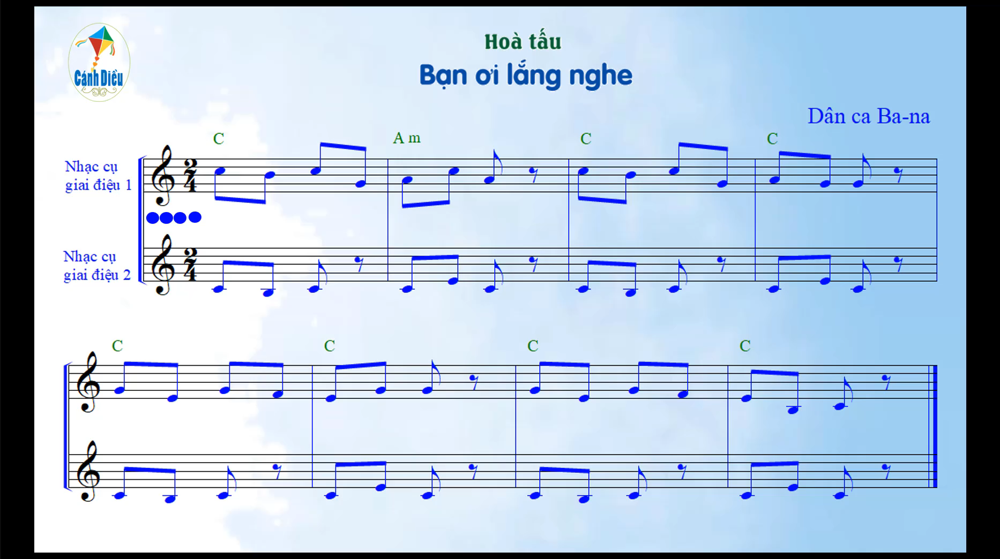 Cánh Diều
Hoà tấu
Bạn ơi lắng nghe
Dân ca Ba-na
C A m C C
Nhạc cụ
giai điệu 1
2
4
Nhạc cụ
giai điệu 2
2
4
C C C C